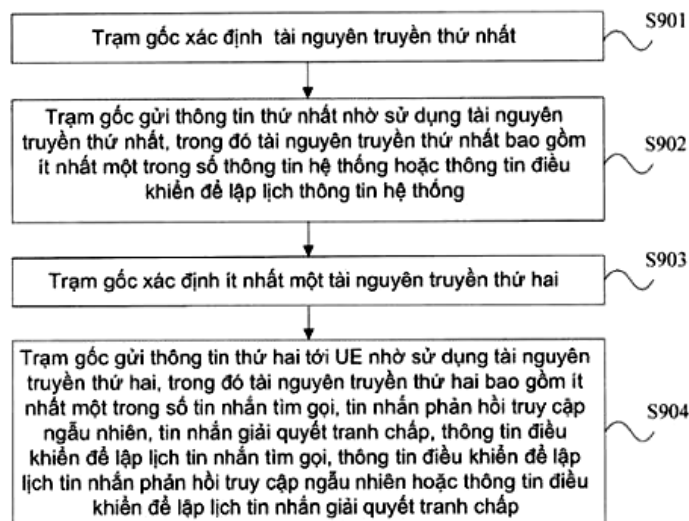 Trạm gốc xác định tài nguyên truyền thứ nhất
S901
Trạm gốc gửi thông tin thứ nhất nhờ sử dụng tài nguyên
truyền thứ nhất, trong đó tài nguyên truyền thứ nhất bao gồm
ít nhất một trong số thông tin hệ thống hoặc thông tin điều
khiển để lập lịch thông tin hệ thống
S902
Trạm gốc xác định ít nhất một tài nguyên truyền thứ hai
S903
Trạm gốc gửi thông tin thứ hai tới UE nhờ sử dụng tài nguyên
truyền thứ hai, trong đó tài nguyên truyền thứ hai bao gồm ít
nhất một trong số tin nhắn tìm gọi, tin nhắn phản hồi truy cập
ngẫu nhiên, tin nhắn giải quyết tranh chấp, thông tin điều
khiển để lập lịch tin nhắn tìm gọi, thông tin điều khiển để lập
lịch tin nhắn phản hồi truy cập ngẫu nhiên hoặc thông tin điều
khiển để lập lịch tin nhắn giải quyết tranh chấp
S904